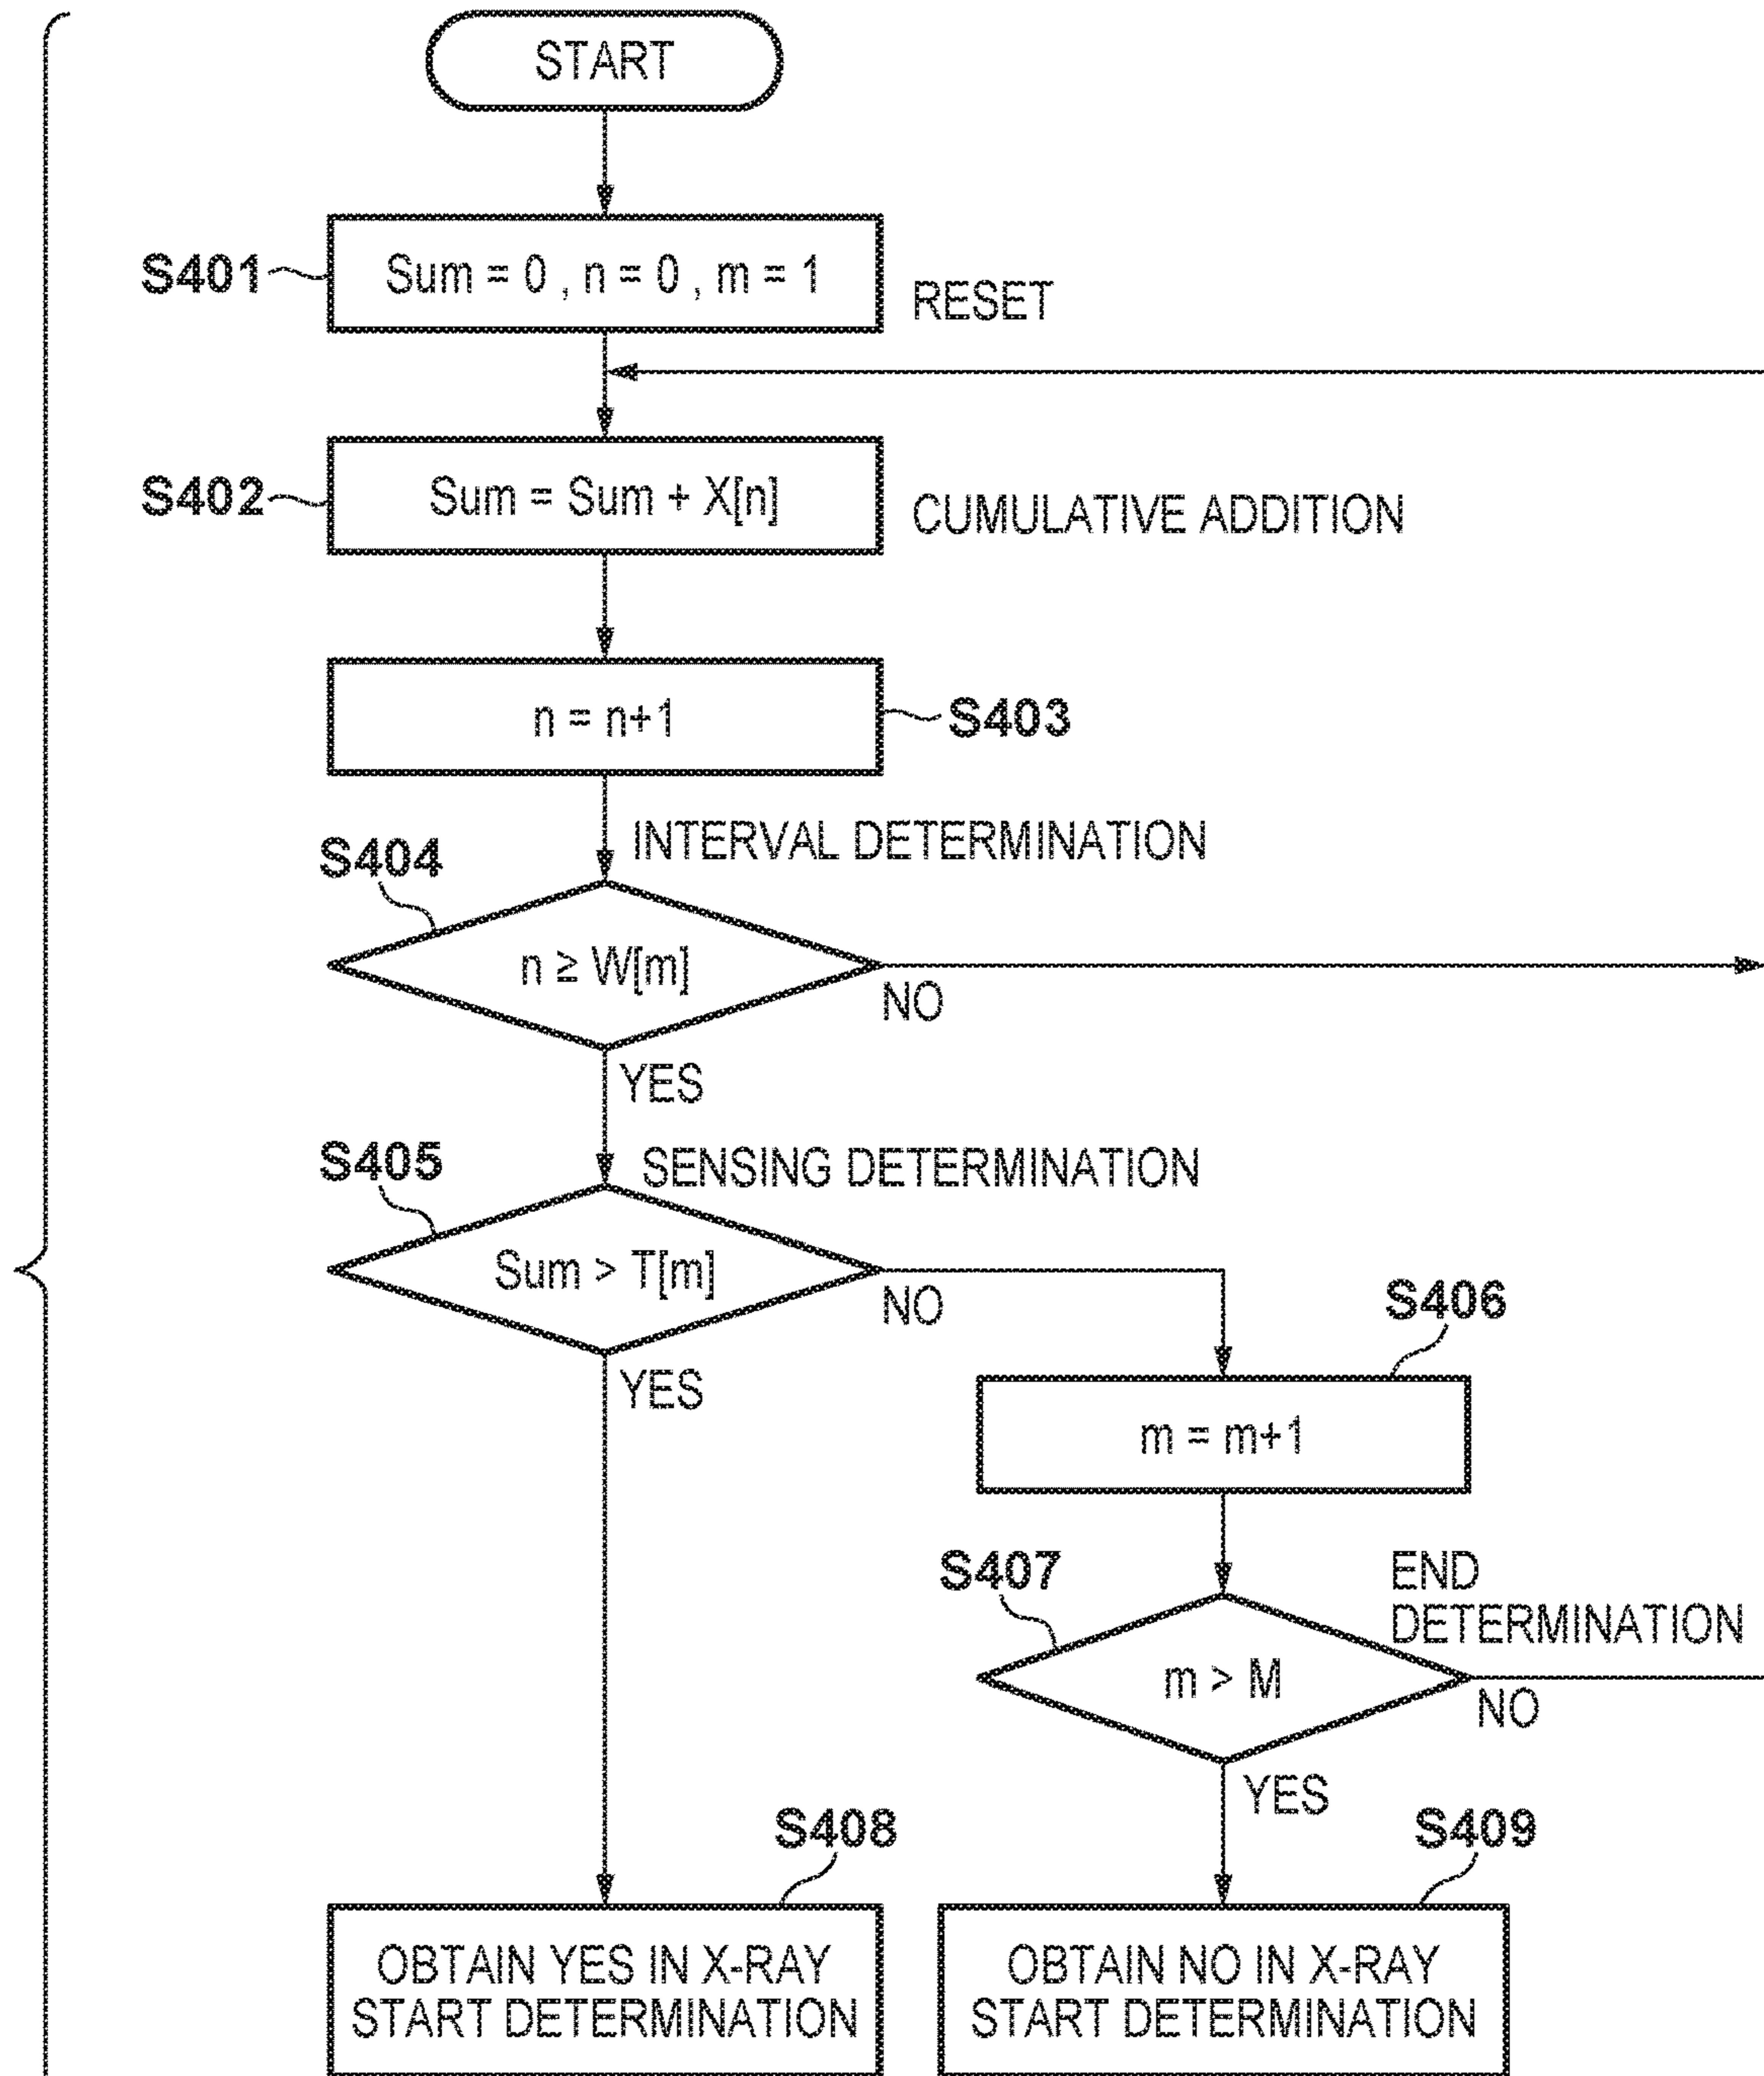 START
S401
Sum = 0 , n = 0 , m = 1
RESET
S402
Sum = Sum + X[n]
CUMULATIVE ADDITION
n = n+1
S403
INTERVAL DETERMINATION
S404
n ≥ W[m]
NO
YES
S405
SENSING DETERMINATION
Sum > T[m]
NO
YES
S406
m = m+1
S407
END
DETERMINATION
m > M
NO
YES
S408
OBTAIN YES IN X-RAY
START DETERMINATION
S409
OBTAIN NO IN X-RAY
START DETERMINATION